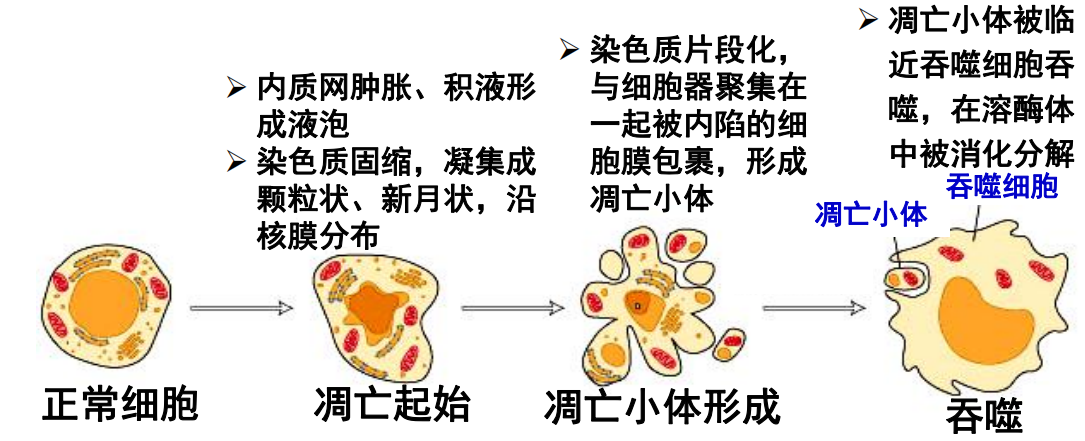 ➢ 内质网肿胀、积液形
成液泡
➢ 染色质固缩，凝集成
颗粒状、新月状，沿
核膜分布
➢ 染色质片段化，
与细胞器聚集在
一起被内陷的细
胞膜包裹，形成
凋亡小体
➢ 凋亡小体被临
近吞噬细胞吞
噬，在溶酶体
中被消化分解
吞噬细胞
凋亡小体
正常细胞
凋亡起始
凋亡小体形成
吞噬